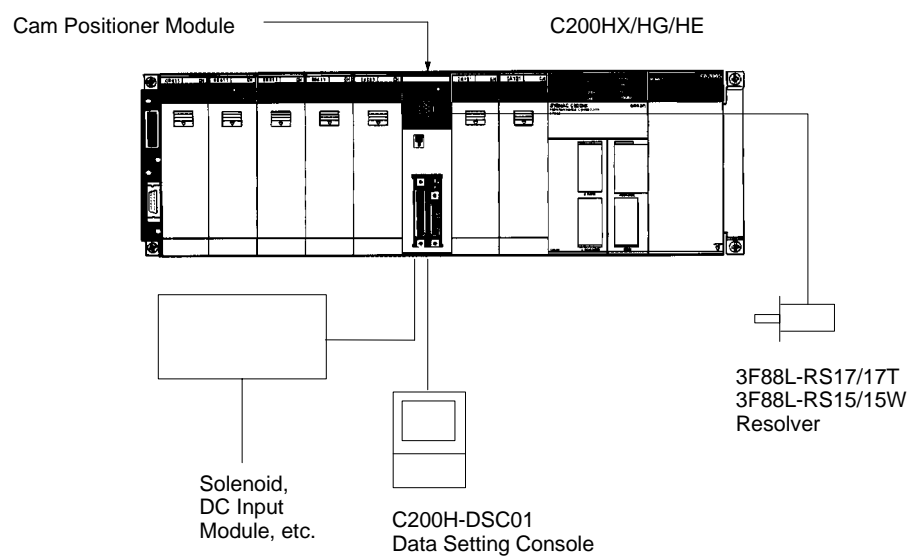 Cam Positioner Module
C200HX/HG/HE
3F88L-RS17/17T
3F88L-RS15/15W
Resolver
Solenoid,
DC Input
Module, etc.
C200H-DSC01
Data Setting Console